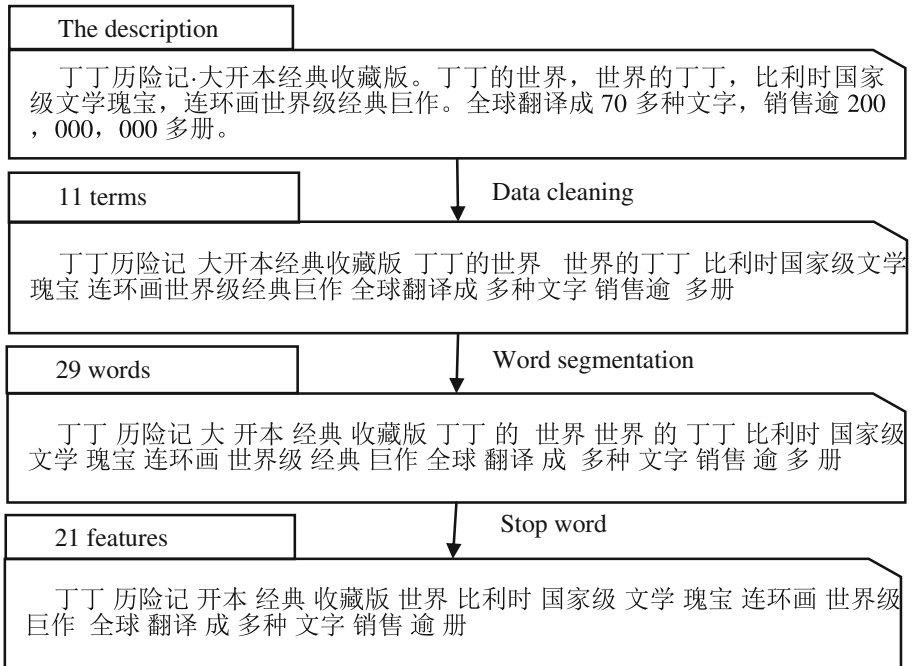 The description
丁丁历险记·大开本经典收藏版。丁丁的世界，世界的丁丁，比利时国家
级文学瑰宝，连环画世界级经典巨作。全球翻译成 70 多种文字，销售逾 200
，000，000 多册。
11 terms
Data cleaning
丁丁历险记 大开本经典收藏版 丁丁的世界 世界的丁丁 比利时国家级文学
瑰宝 连环画世界级经典巨作 全球翻译成 多种文字 销售逾 多册
29 words
Word segmentation
丁丁 历险记 大 开本 经典 收藏版 丁丁 的 世界 世界 的 丁丁 比利时 国家级
文学 瑰宝 连环画 世界级 经典 巨作 全球 翻译 成 多种 文字 销售 逾 多 册
21 features
Stop word
丁丁 历险记 开本 经典 收藏版 世界 比利时 国家级 文学 瑰宝 连环画 世界级
巨作 全球 翻译 成 多种 文字 销售 逾 册